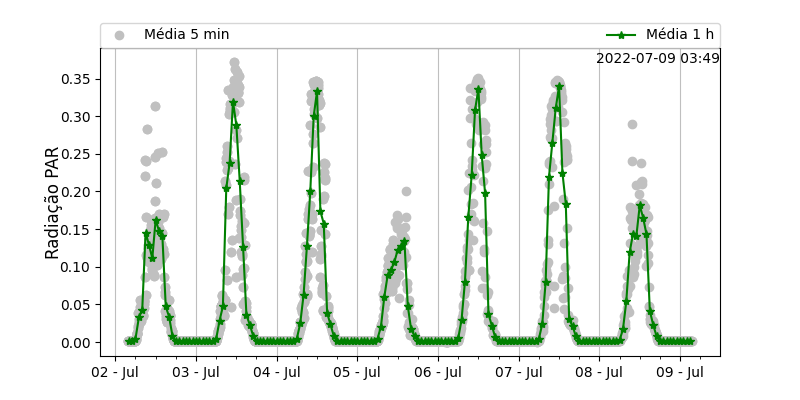 Média 5 min
Média 1 h
2022-07-09 03:49
Radiação PAR
0.35
0.30
0.25
0.20
0.15
0.10
0.05
0.00
02 - Jul
03 - Jul
04 - Jul
05 - Jul
06 - Jul
07 - Jul
08 - Jul
09 - Jul